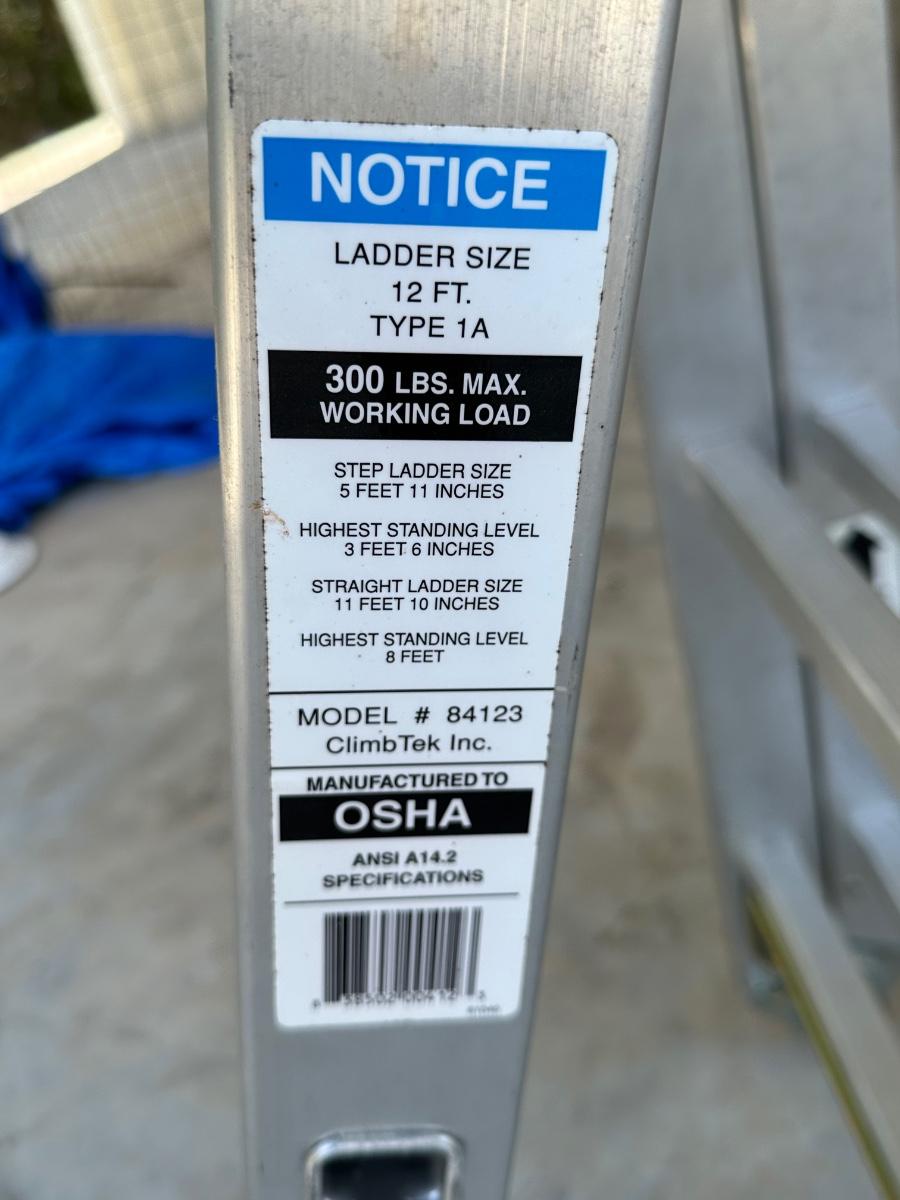 NOTICE
LADDER SIZE
12 FT.
TYPE 1A
300 LBS. MAX.
WORKING LOAD
STEP LADDER SIZE
5 FEET 11 INCHES
HIGHEST STANDING LEVEL
3 FEET 6 INCHES
STRAIGHT LADDER SIZE
11 FEET 10 INCHES
HIGHEST STANDING LEVEL
8 FEET
MODEL # 84123
ClimbTek Inc.
MANUFACTURED TO
OSHA
ANSI A14.2
SPECIFICATIONS